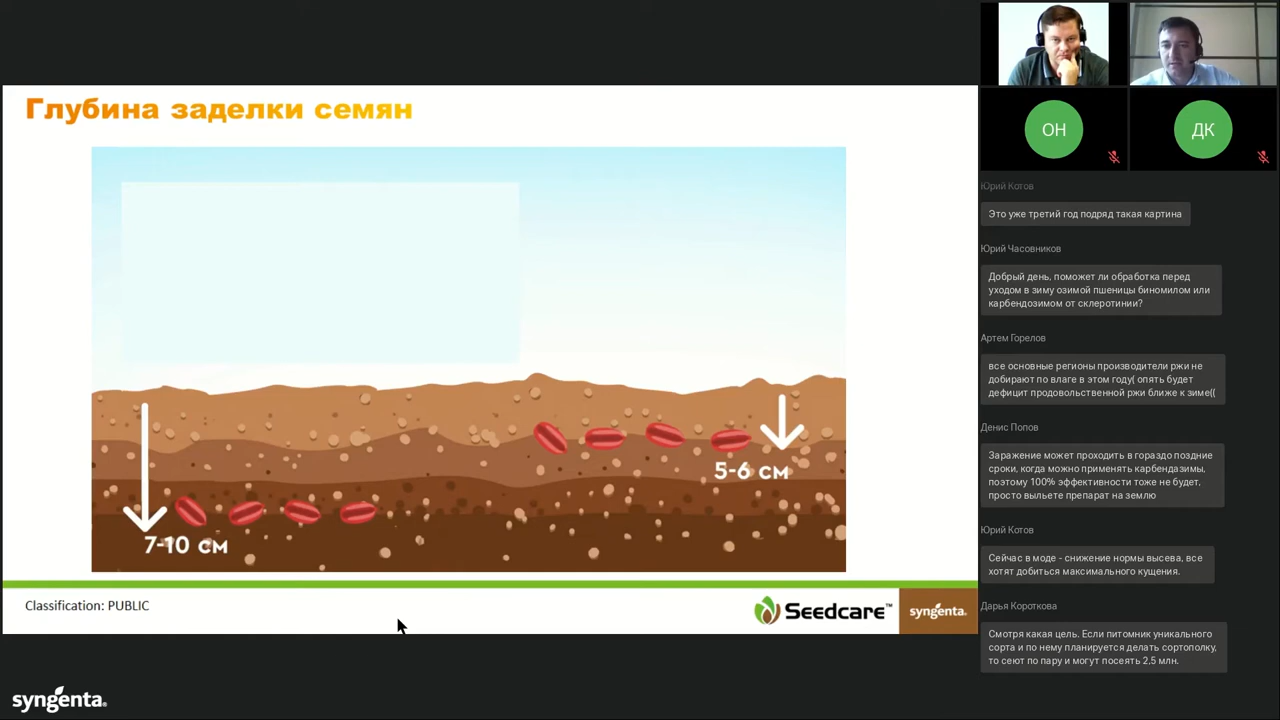 Глубина заделки семян
5-6 см
7-10 см
Classification: PUBLIC
Seedcare™
syngenta.
syngenta.
ОН
ДК
Юрий Котов
Это уже третий год подряд такая картина
Юрий Часовников
Добрый день, поможет ли обработка перед
уходом в зиму озимой пшеницы биномилом или
карбендозимом от склеротинии?
Артем Горелов
все основные регионы производители ржи не
добирают по влаге в этом году( опять будет
дефицит продовольственной ржи ближе к зиме((
Денис Попов
Заражение может проходить в гораздо поздние
сроки, когда можно применять карбендазимы,
поэтому 100% эффективности тоже не будет,
просто выльете препарат на землю
Юрий Котов
Сейчас в моде - снижение нормы высева, все
хотят добиться максимального кущения.
Дарья Короткова
Смотря какая цель. Если питомник уникального
сорта и по нему планируется делать сортополку,
то сеют по пару и могут посеять 2,5 млн.